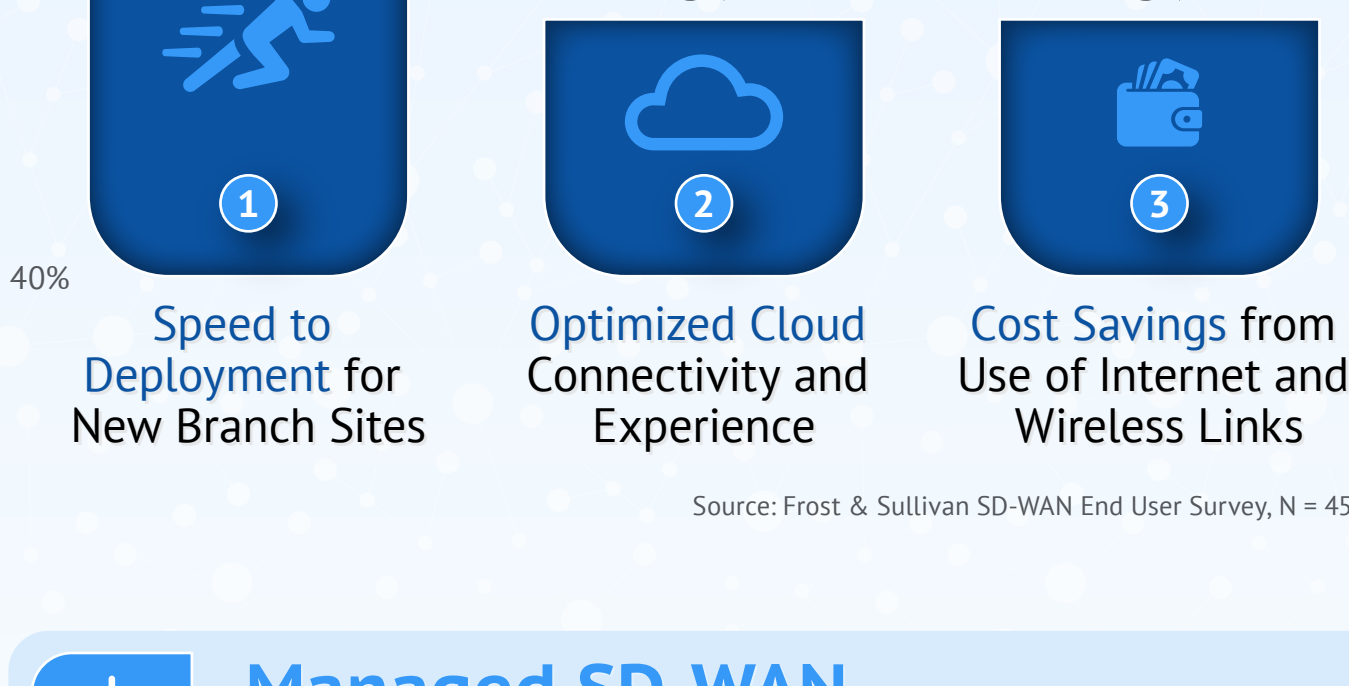 1
2
3
40%
Speed to
Deployment for
New Branch Sites
Optimized Cloud
Connectivity and
Experience
Cost Savings from
Use of Internet and
Wireless Links
Source: Frost & Sullivan SD-WAN End User Survey, N = 45
Managed SD-WAN